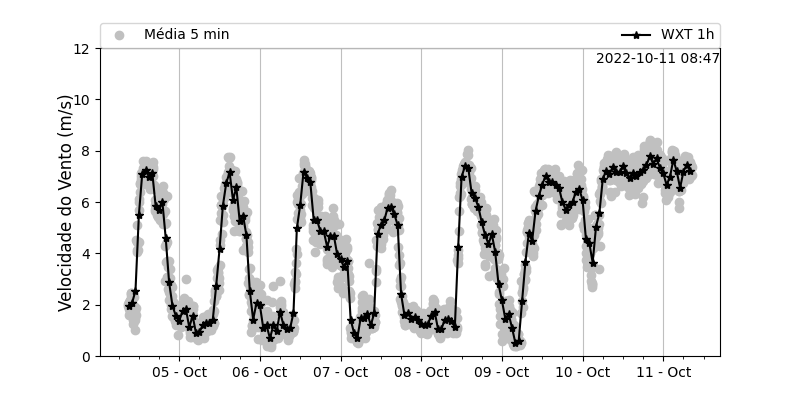 Média 5 min
WXT 1h
2022-10-11 08:47
Velocidade do Vento (m/s)
12
10
8
6
4
2
0
05 - Oct 06 - Oct 07 - Oct 08 - Oct 09 - Oct 10 - Oct 11 - Oct